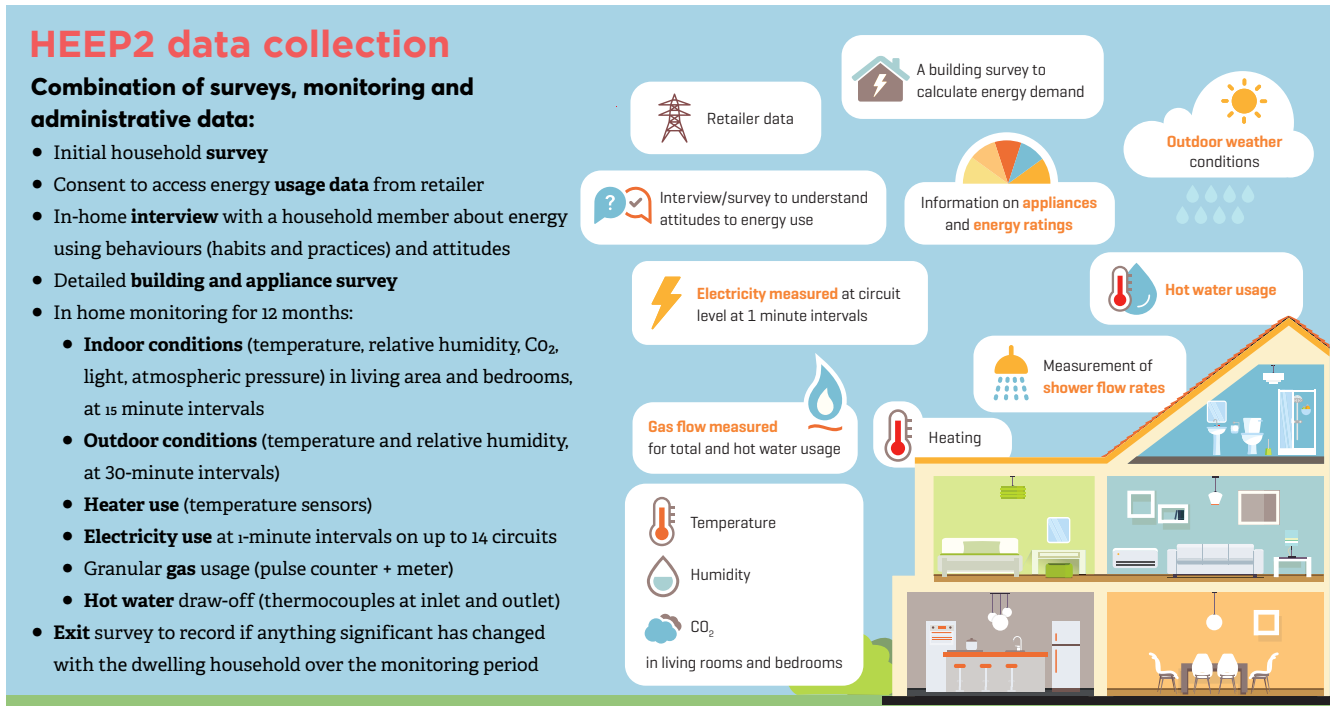 HEEP2 data collection
Combination of surveys, monitoring and
administrative data:
• Initial household survey
• Consent to access energy usage data from retailer
• In-home interview with a household member about energy
using behaviours (habits and practices) and attitudes
• Detailed building and appliance survey
• In home monitoring for 12 months:
• Indoor conditions (temperature, relative humidity, Co₂,
light, atmospheric pressure) in living area and bedrooms,
at 15 minute intervals
• Outdoor conditions (temperature and relative humidity,
at 30-minute intervals)
• Heater use (temperature sensors)
• Electricity use at 1-minute intervals on up to 14 circuits
• Granular gas usage (pulse counter + meter)
• Hot water draw-off (thermocouples at inlet and outlet)
• Exit survey to record if anything significant has changed
with the dwelling household over the monitoring period
Retailer data
A building survey to
calculate energy demand
Outdoor weather
conditions
?
Interview/survey to understand
attitudes to energy use
Information on appliances
and energy ratings
Electricity measured at circuit
level at 1 minute intervals
Hot water usage
Measurement of
shower flow rates
Gas flow measured
for total and hot water usage
Heating
Temperature
Humidity
CO₂
in living rooms and bedrooms